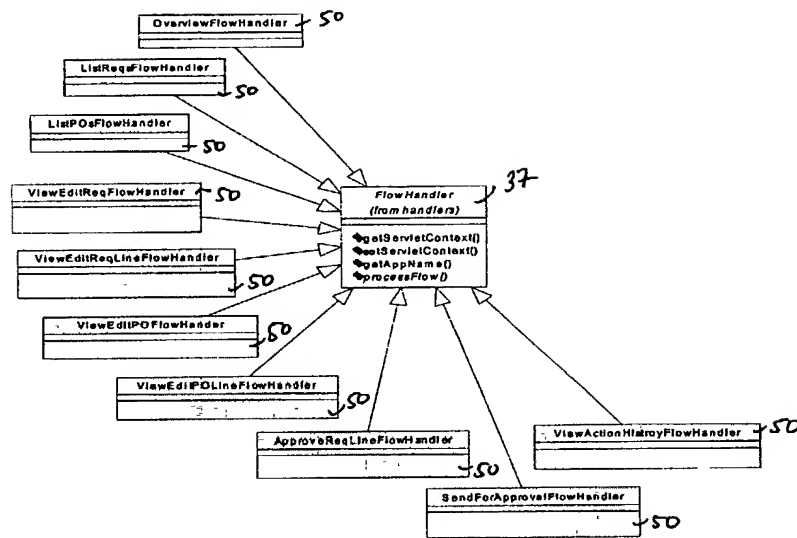 OverviewFlowHandler
50
ListReqsFlowHandler
50
ListPOsFlowHandler
50
ViewEditReqFlowHandler
50
FlowHandler
(from handlers)
37
getServletContext()
setServletContext()
getAppName()
processFlow()
ViewEditReqLineFlowHandler
50
ViewEditPOFlowHander
50
ViewEditPOLineFlowHandler
50
ApproveReqLineFlowHandler
50
ViewActionHistroyFlowHandler
50
SendForApprovalFlowHandler
50